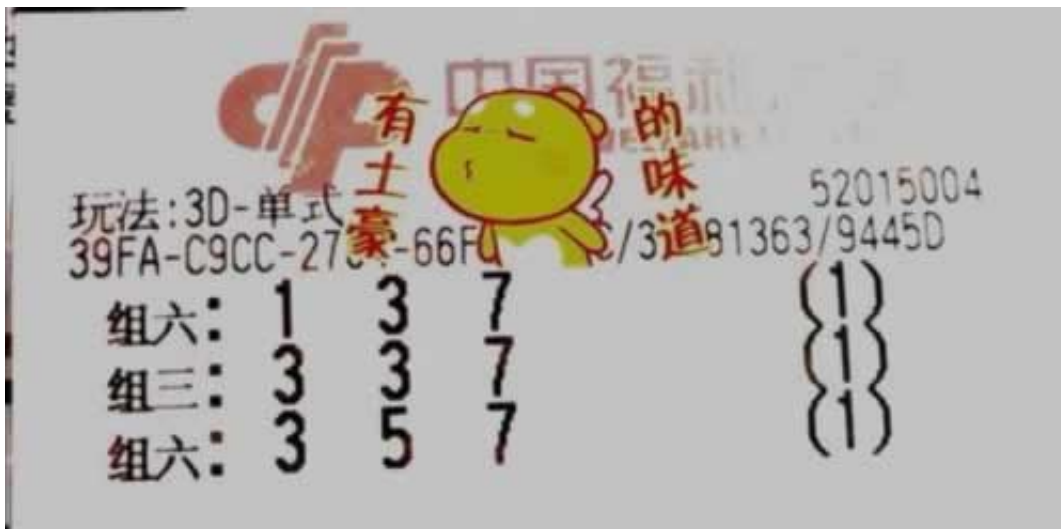 中国福利
有土豪的味道
玩法:3D-单式
52015004
39FA-C9CC-27 -66F /3 81363/9445D
组六: 1 3 7 (1)
组三: 3 3 7 (1)
组六: 3 5 7 (1)